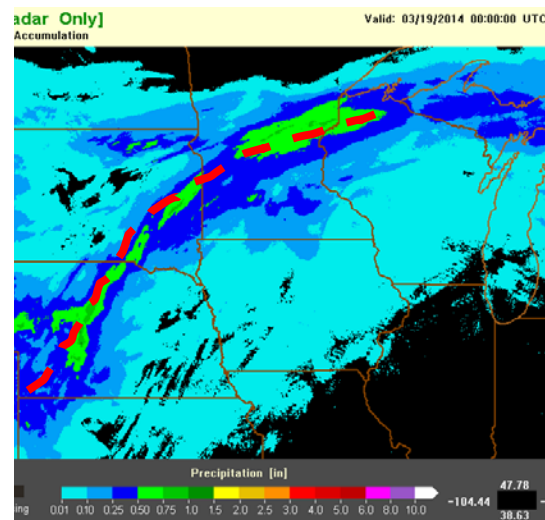 adar Only]
Accumulation
Valid: 03/19/2014 00:00:00 UTC
Precipitation [in]
ing
0.01 0.10 0.25 0.50 0.75 1.0 1.5 2.0 2.5 3.0 4.0 5.0 6.0 8.0 10.0
-104.44
47.78
38.63